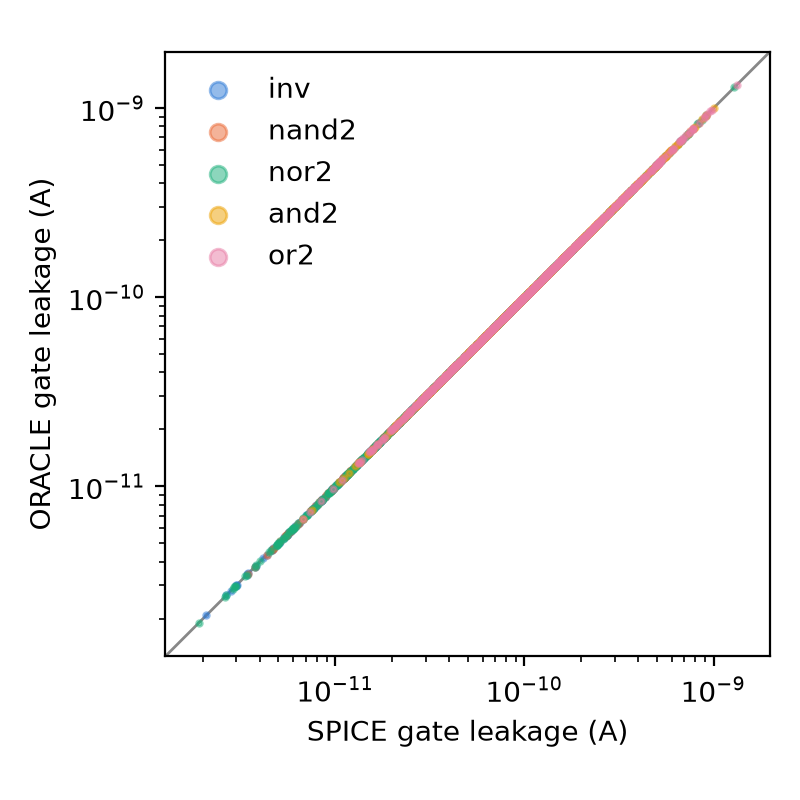 inv
nand2
nor2
and2
or2
10⁻⁹
10⁻¹⁰
10⁻¹¹
ORACLE gate leakage (A)
10⁻¹¹ 10⁻¹⁰ 10⁻⁹
SPICE gate leakage (A)